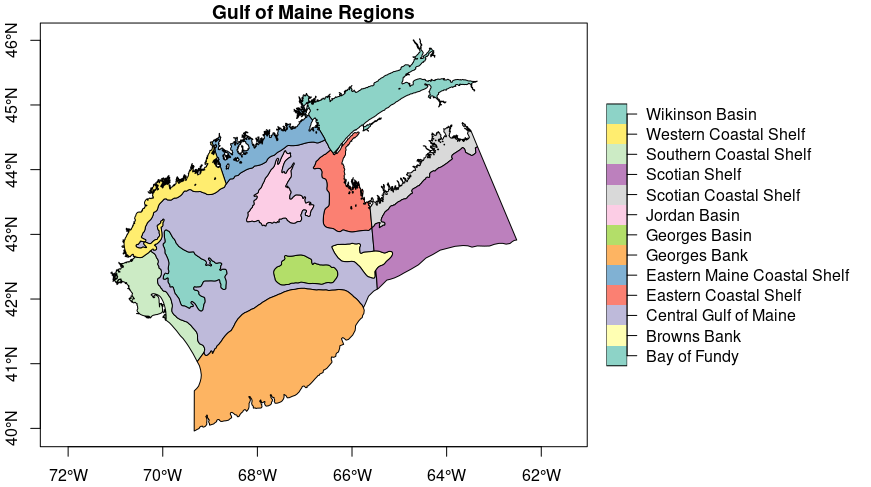 Gulf of Maine Regions
46°N
45°N
44°N
43°N
42°N
41°N
40°N
72°W 70°W 68°W 66°W 64°W 62°W
Wikinson Basin
Western Coastal Shelf
Southern Coastal Shelf
Scotian Shelf
Scotian Coastal Shelf
Jordan Basin
Georges Basin
Georges Bank
Eastern Maine Coastal Shelf
Eastern Coastal Shelf
Central Gulf of Maine
Browns Bank
Bay of Fundy